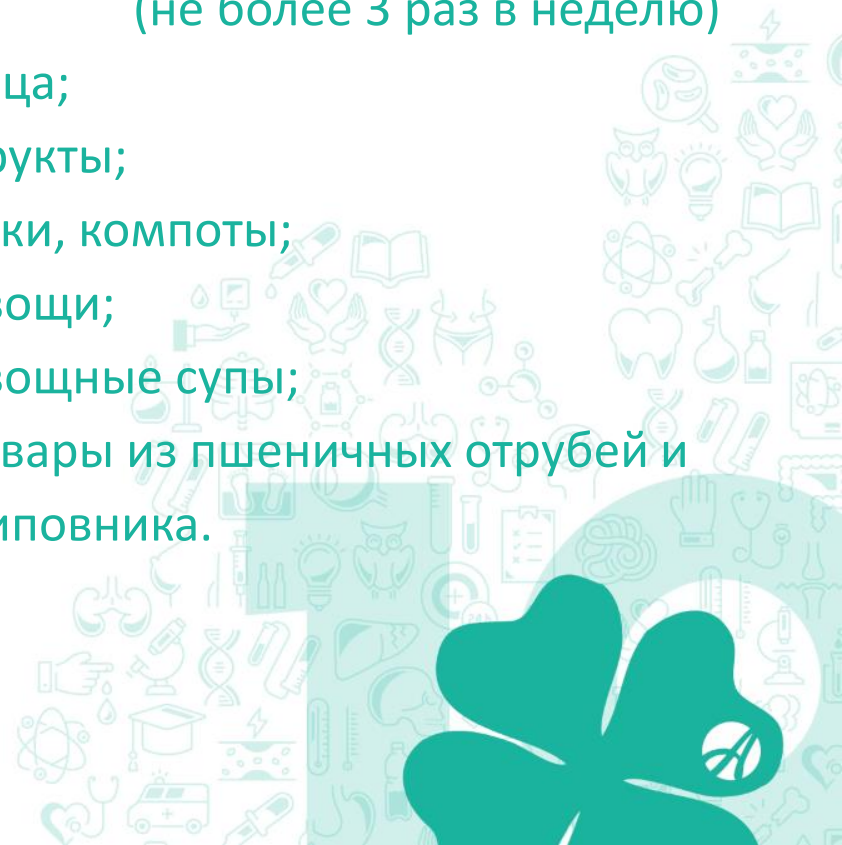 (не более 3 раз в неделю)
ца;
рукты;
ки, компоты;
вощи;
вощные супы;
вары из пшеничных отрубей и
иповника.